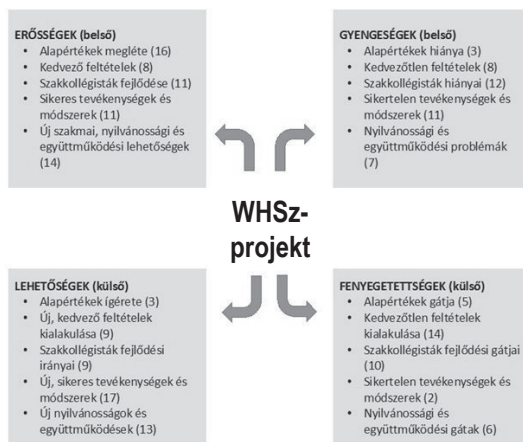 ERŐSSÉGEK (belső)
• Alapértékek megléte (16)
• Kedvező feltételek (8)
• Szakkollégisták fejlődése (11)
• Sikeres tevékenységek és
módszerek (11)
• Új szakmai, nyilvánossági és
együttműködési lehetőségek
(14)
GYENGESÉGEK (belső)
• Alapértékek hiánya (3)
• Kedvezőtlen feltételek (8)
• Szakkollégisták hiányai (12)
• Sikertelen tevékenységek és
módszerek (11)
• Nyilvánossági és
együttműködési problémák
(7)
WHSz-
projekt
LEHETŐSÉGEK (külső)
• Alapértékek ígérete (3)
• Új, kedvező feltételek
kialakulása (9)
• Szakkollégisták fejlődési
irányai (9)
• Új, sikeres tevékenységek és
módszerek (17)
• Új nyilvánosságok és
együttműködések (13)
FENYEGETETTSÉGEK (külső)
• Alapértékek gátja (5)
• Kedvezőtlen feltételek
kialakulása (14)
• Szakkollégisták fejlődési gátjai
(10)
• Sikertelen tevékenységek és
módszerek (2)
• Nyilvánossági és
együttműködési gátak (6)